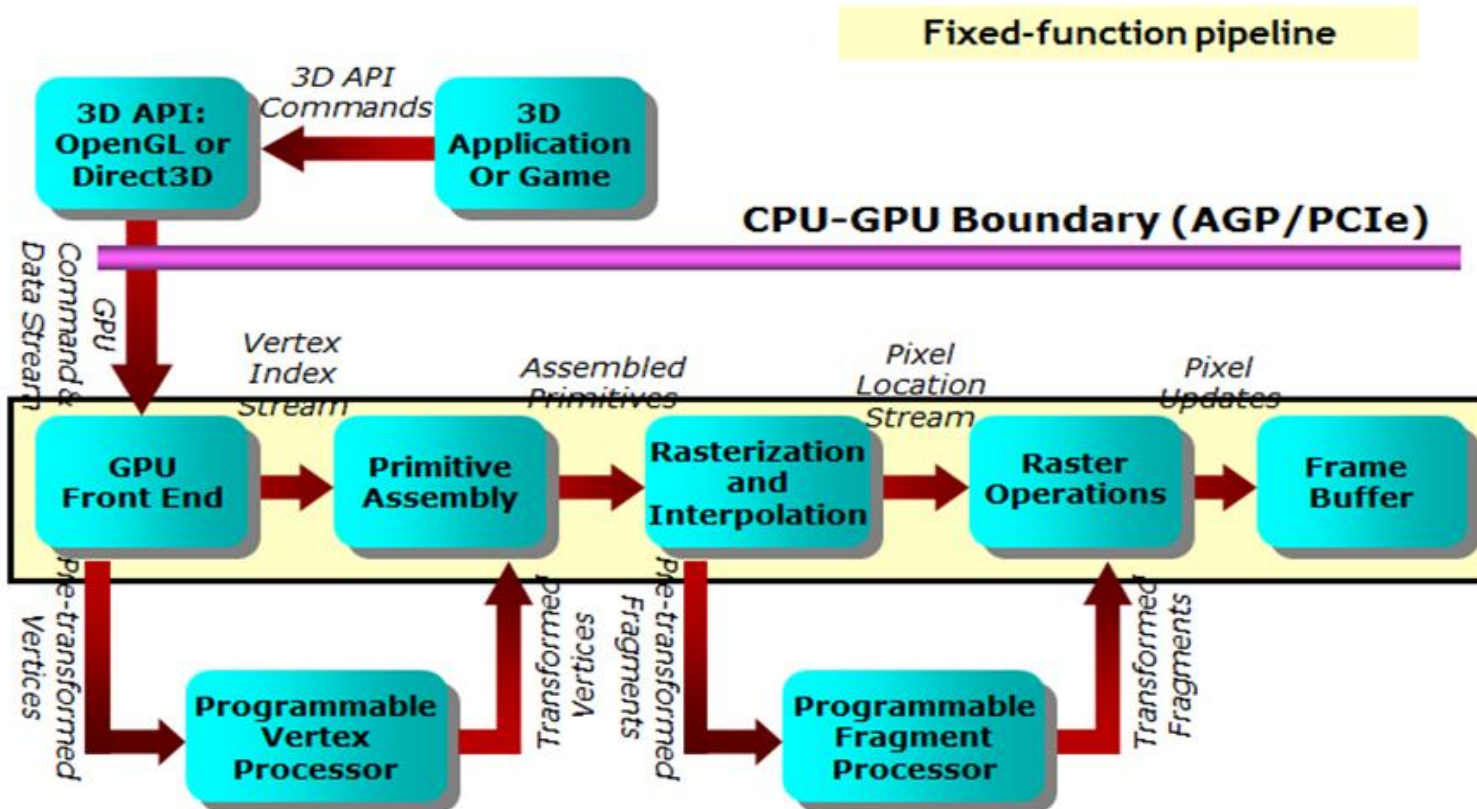 Fixed-function pipeline
3D API:
OpenGL or
Direct3D
3D API
Commands
3D
Application
Or Game
CPU-GPU Boundary (AGP/PCIe)
GPU
Command &
Data Stream
Vertex
Index
Stream
Assembled
Primitives
Pixel
Location
Stream
Pixel
Updates
GPU
Front End
Primitive
Assembly
Rasterization
and
Interpolation
Raster
Operations
Frame
Buffer
Pre-transformed
Vertices
Transformed
Vertices
Pre-transformed
Fragments
Transformed
Fragments
Programmable
Vertex
Processor
Programmable
Fragment
Processor